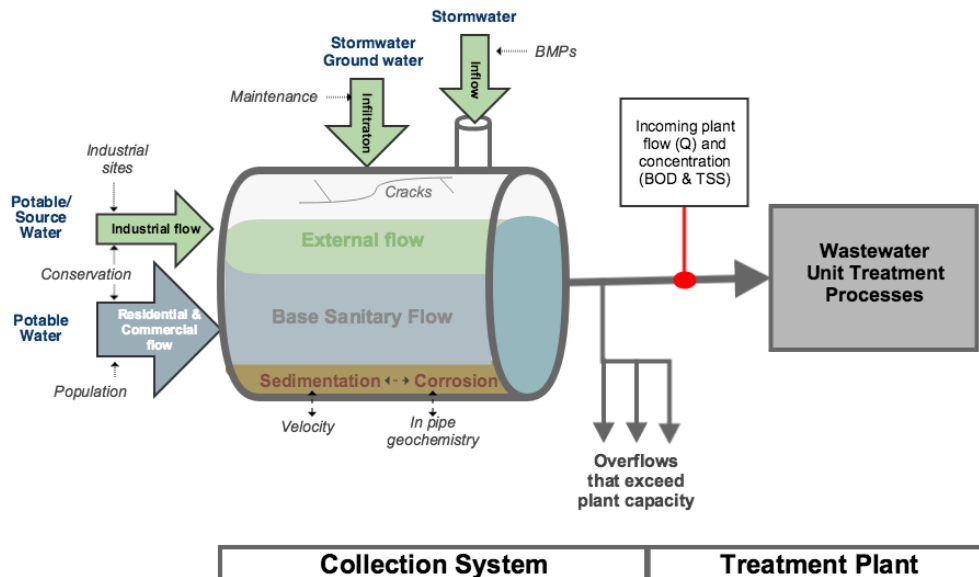 Stormwater
Stormwater
Ground water
BMPs
Inflow
Maintenance
Infiltraton
Incoming plant
flow (Q) and
concentration
(BOD & TSS)
Industrial
sites
Cracks
Potable/
Source
Water
Industrial flow
External flow
Wastewater
Unit Treatment
Processes
Conservation
Potable
Water
Residential &
Commercial
flow
Base Sanitary Flow
Population
Sedimentation
Corrosion
Velocity
In pipe
geochemistry
Overflows
that exceed
plant capacity
Collection System
Treatment Plant